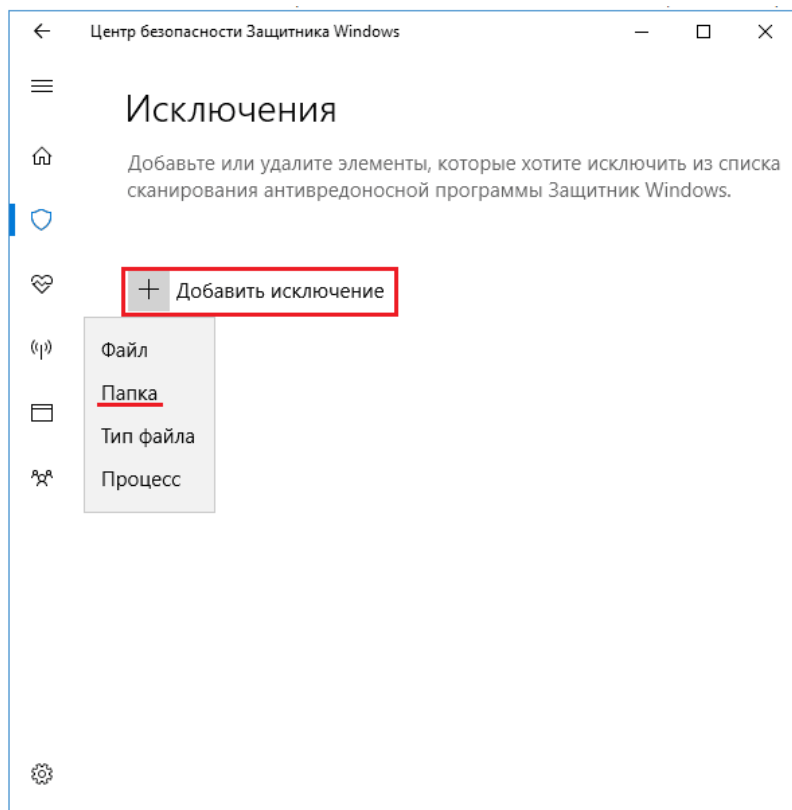 Центр безопасности Защитника Windows
Исключения
Добавьте или удалите элементы, которые хотите исключить из списка
сканирования антивредоносной программы Защитник Windows.
Добавить исключение
Файл
Папка
Тип файла
Процесс